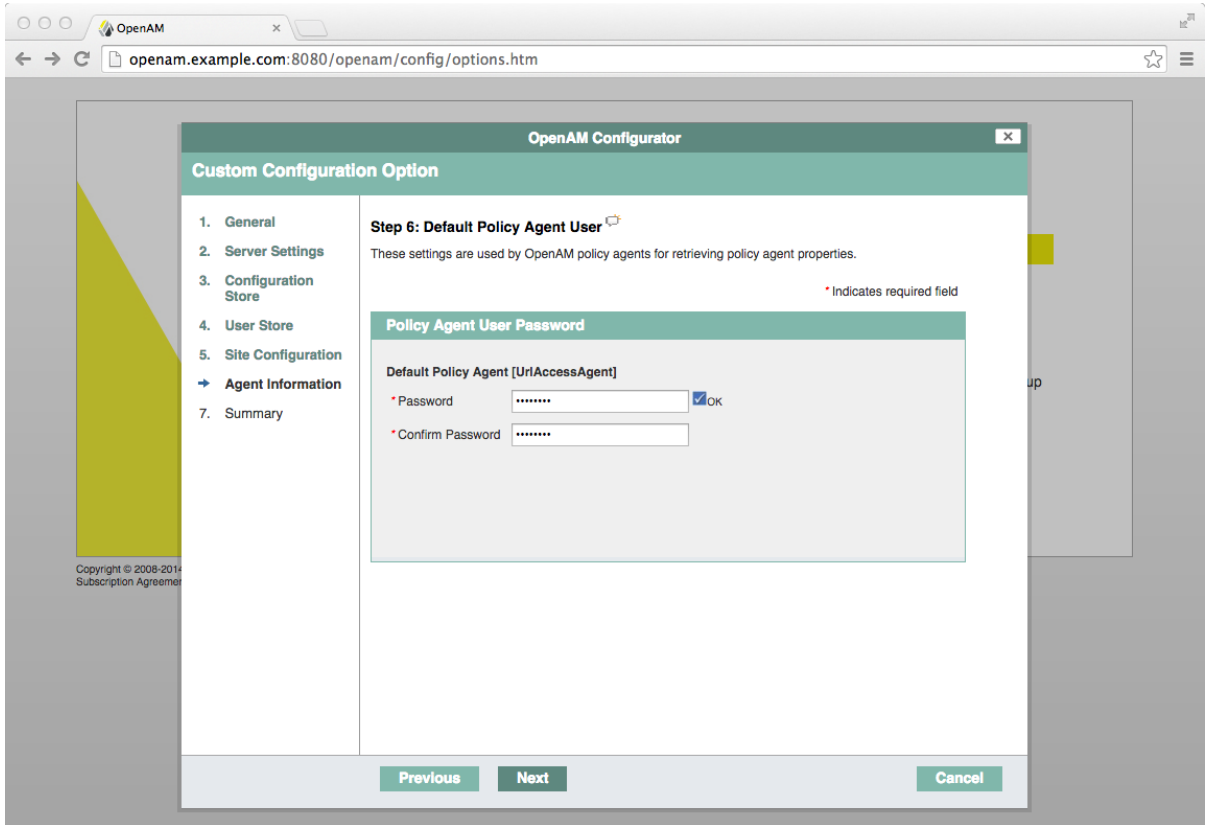 OpenAM
openam.example.com:8080/openam/config/options.htm
OpenAM Configurator
Custom Configuration Option
1. General
2. Server Settings
3. Configuration
Store
4. User Store
5. Site Configuration
Agent Information
7. Summary
Step 6: Default Policy Agent User
These settings are used by OpenAM policy agents for retrieving policy agent properties.
* Indicates required field
Policy Agent User Password
Default Policy Agent [UrlAccessAgent]
* Password •••••••• OK
* Confirm Password ••••••••
up
Copyright © 2008-2014
Subscription Agreemen
Previous Next Cancel